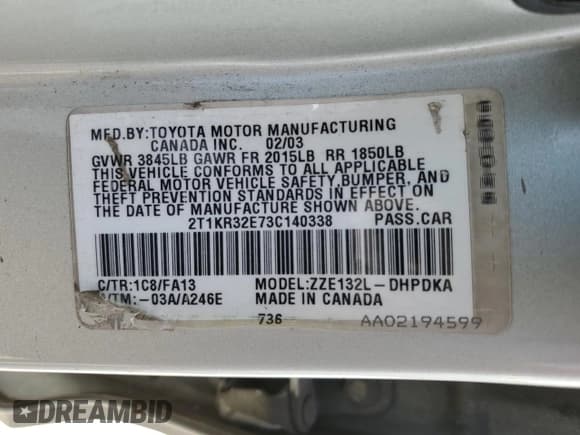 MFD.BY:TOYOTA MOTOR MANUFACTURING
CANADA INC. 02/03
GVWR 3845LB GAWR FR 2015LB RR 1850LB
THIS VEHICLE CONFORMS TO ALL APPLICABLE
FEDERAL MOTOR VEHICLE SAFETY, BUMPER, AND
THEFT PREVENTION STANDARDS IN EFFECT ON
THE DATE OF MANUFACTURE SHOWN ABOVE.
2T1KR32E73C140338 PASS.CAR
C/TR:1C8/FA13 MODEL:ZZE132L-DHPDKA
/TM:-03A/A246E MADE IN CANADA
736 AA02194599
DREAMBID